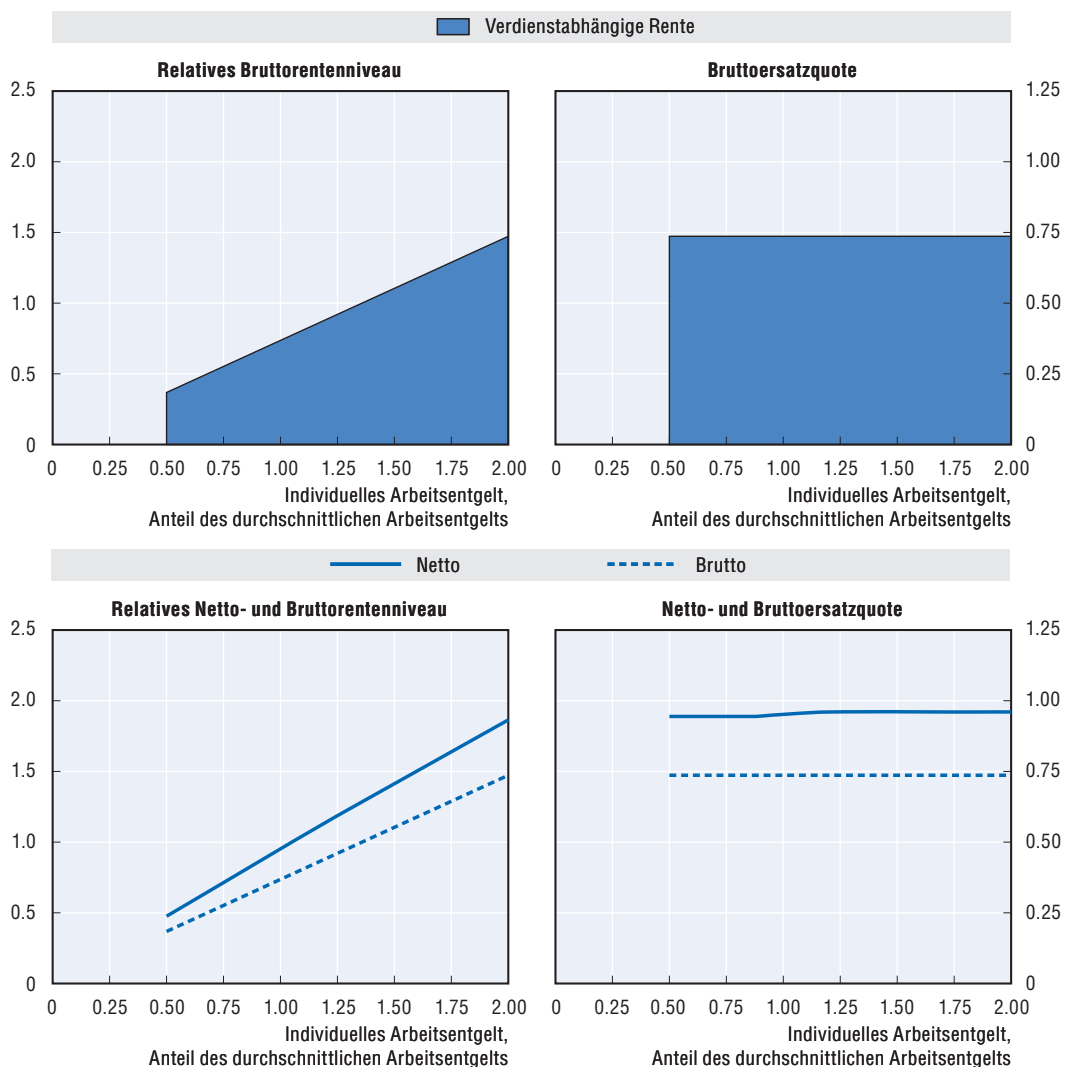 Verdienstabhängige Rente
Relatives Bruttorentenniveau
2.5
2.0
1.5
1.0
0.5
0
0 0.25 0.50 0.75 1.00 1.25 1.50 1.75 2.00
Individuelles Arbeitsentgelt,
Anteil des durchschnittlichen Arbeitsentgelts
Bruttoersatzquote
1.25
1.00
0.75
0.50
0.25
0
0 0.25 0.50 0.75 1.00 1.25 1.50 1.75 2.00
Individuelles Arbeitsentgelt,
Anteil des durchschnittlichen Arbeitsentgelts
Netto Brutto
Relatives Netto- und Bruttorentenniveau
2.5
2.0
1.5
1.0
0.5
0
0 0.25 0.50 0.75 1.00 1.25 1.50 1.75 2.00
Individuelles Arbeitsentgelt,
Anteil des durchschnittlichen Arbeitsentgelts
Netto- und Bruttoersatzquote
1.25
1.00
0.75
0.50
0.25
0
0 0.25 0.50 0.75 1.00 1.25 1.50 1.75 2.00
Individuelles Arbeitsentgelt,
Anteil des durchschnittlichen Arbeitsentgelts